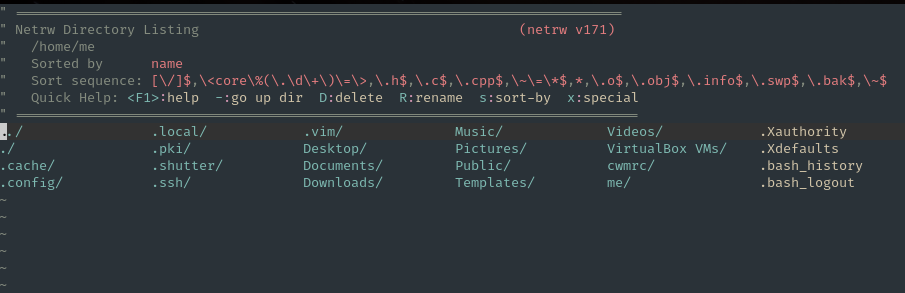 " ============================================================================
" Netrw Directory Listing                                        (netrw v171)
"   /home/me
"   Sorted by      name
"   Sort sequence: [\/]$,\<core\%(\.\d\+\)\=\>,\.h$,\.c$,\.cpp$,\~\=\*$,*,\.o$,\.obj$,\.info$,\.swp$,\.bak$,\~$
"   Quick Help: <F1>:help  -:go up dir  D:delete  R:rename  s:sort-by  x:special
" ==============================================================================
../                .local/            .vim/              Music/             Videos/            .Xauthority
./                 .pki/              Desktop/           Pictures/          VirtualBox VMs/    .Xdefaults
.cache/            .shutter/          Documents/         Public/            cwmrc/             .bash_history
.config/           .ssh/              Downloads/         Templates/         me/                .bash_logout
~
~
~
~
~
~